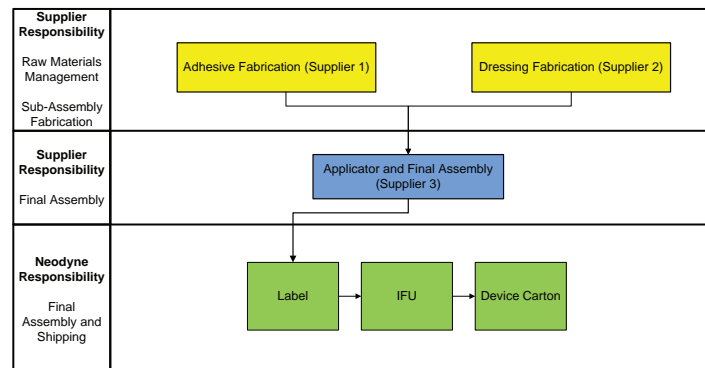 Supplier
Responsibility
Raw Materials
Management
Sub-Assembly
Fabrication
Adhesive Fabrication (Supplier 1)
Dressing Fabrication (Supplier 2)
Supplier
Responsibility
Final Assembly
Applicator and Final Assembly
(Supplier 3)
Neodyne
Responsibility
Final
Assembly and
Shipping
Label
IFU
Device Carton